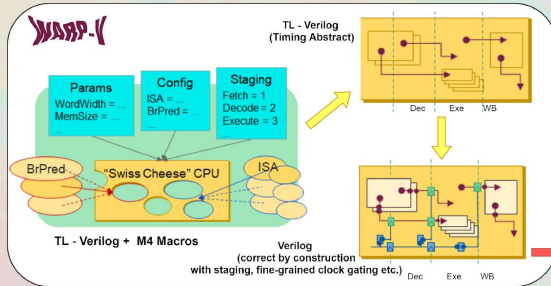 WARP-V
Params
WordWidth = ...
MemSize = ...
...
Config
ISA = ...
BrPred = ...
...
Staging
Fetch = 1
Decode = 2
Execute = 3
...
BrPred
"Swiss Cheese" CPU
ISA
TL - Verilog + M4 Macros
TL - Verilog
(Timing Abstract)
Dec Exe WB
Verilog
(correct by construction
with staging, fine-grained clock gating etc.)
Dec Exe WB